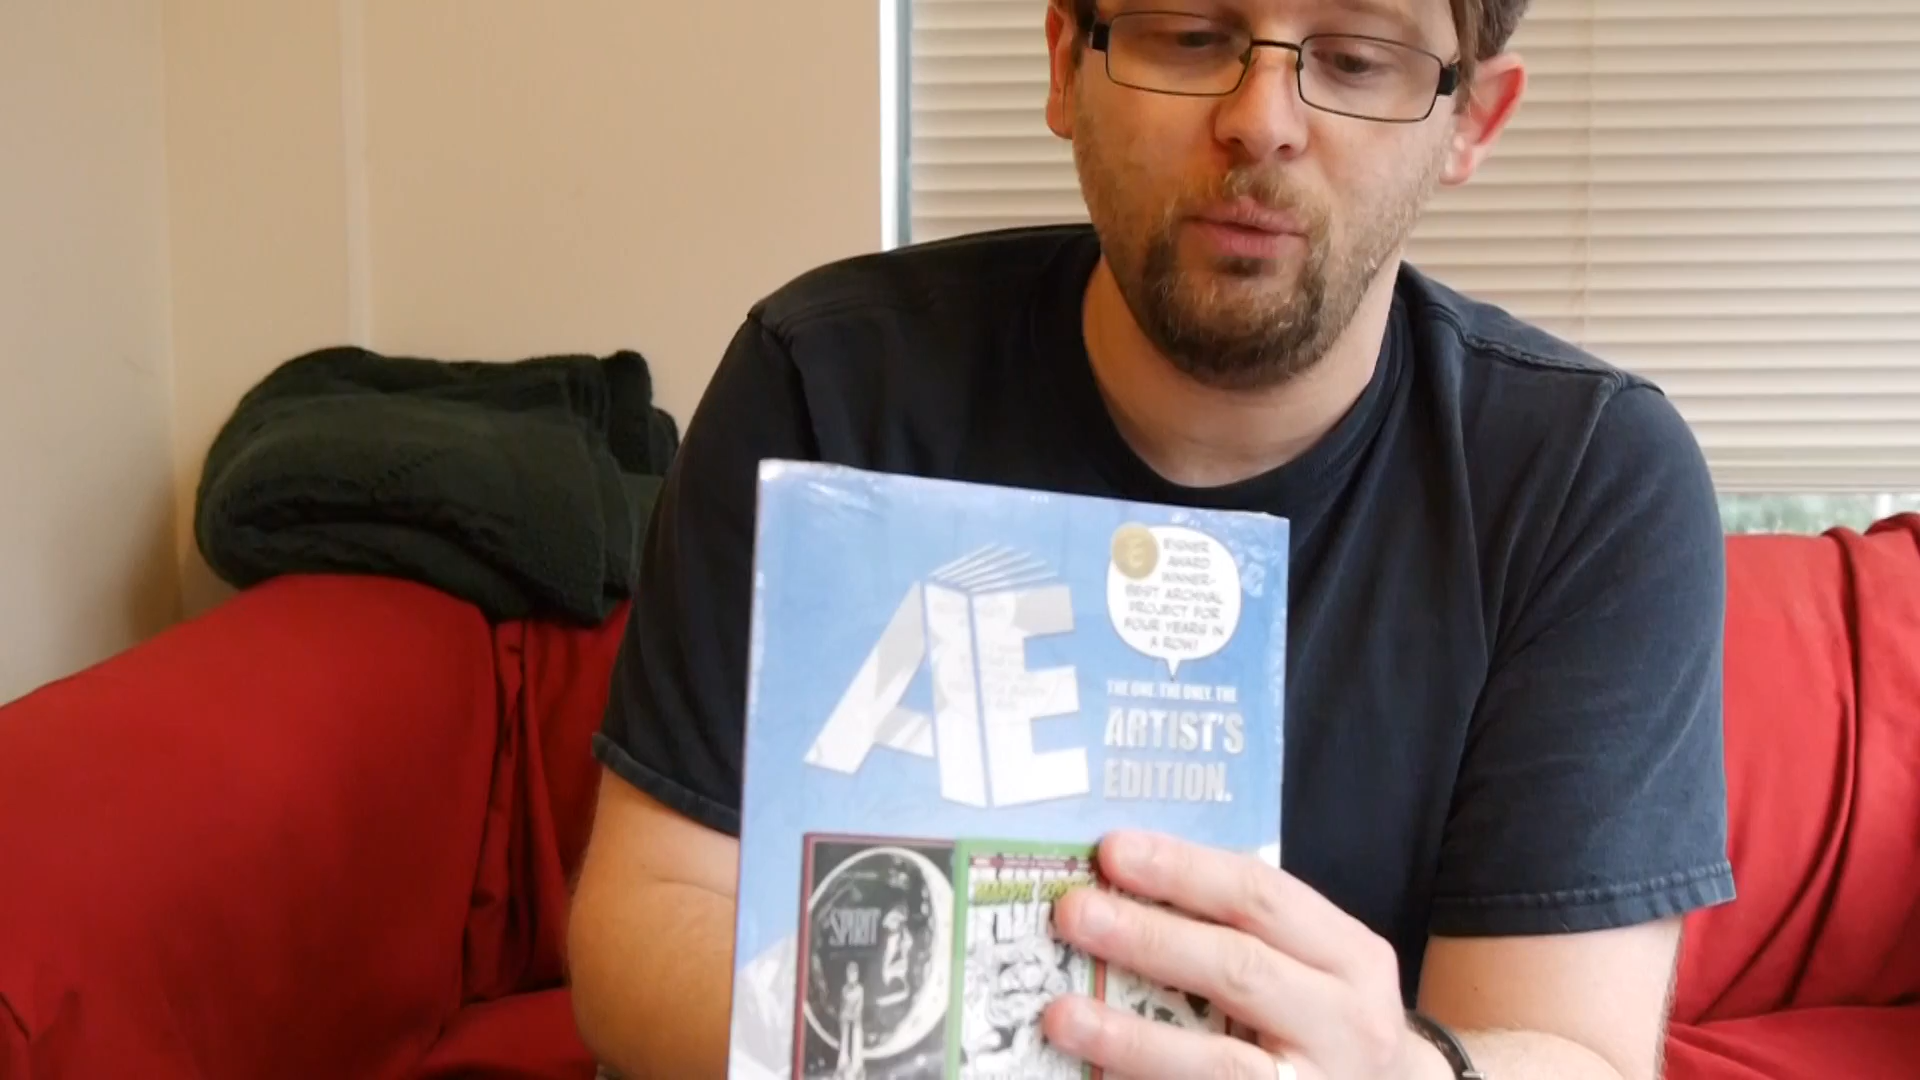 AE
EISNER
AWARD
WINNER-
BEST ARCHIVAL
PROJECT FOR
FOUR YEARS IN
A ROW!
THE ONE. THE ONLY. THE
ARTIST'S
EDITION.
THE
SPIRIT
MARVEL